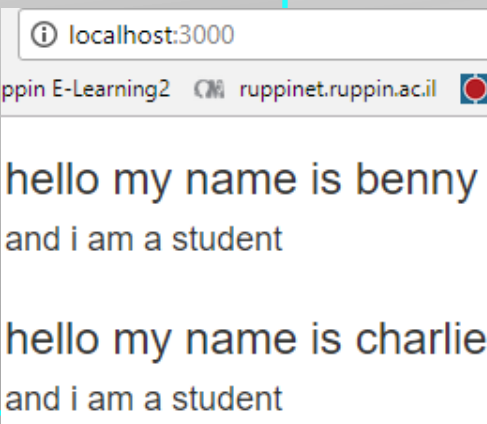 localhost:3000
ppin E-Learning2 ruppinet.ruppin.ac.il
hello my name is benny
and i am a student
hello my name is charlie
and i am a student